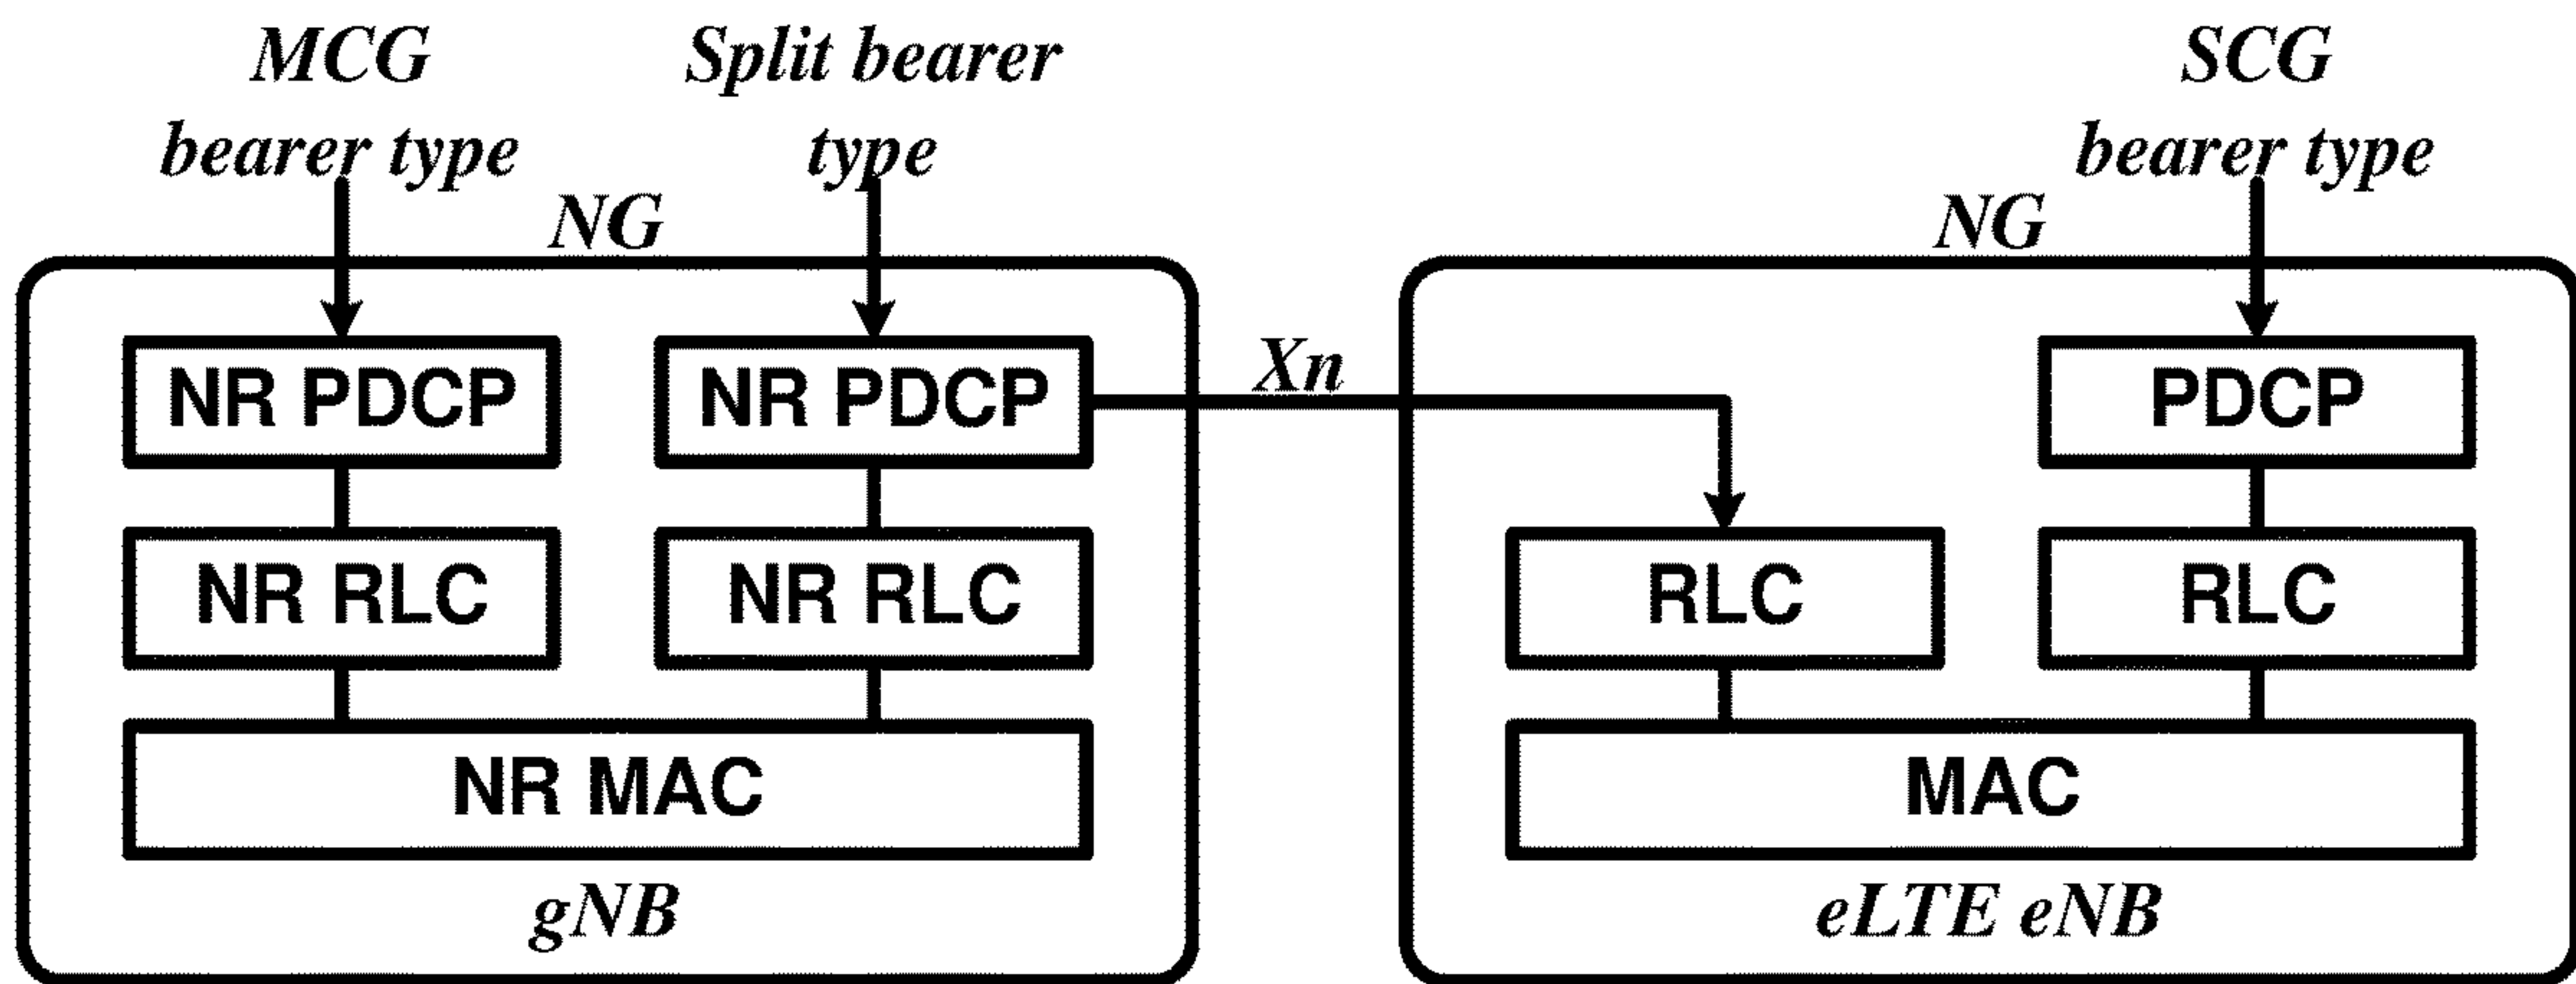 MCG
bearer type
Split bearer
type
SCG
bearer type
NG
NG
Xn
NR PDCP
NR PDCP
PDCP
NR RLC
NR RLC
RLC
RLC
NR MAC
MAC
gNB
eLTE eNB